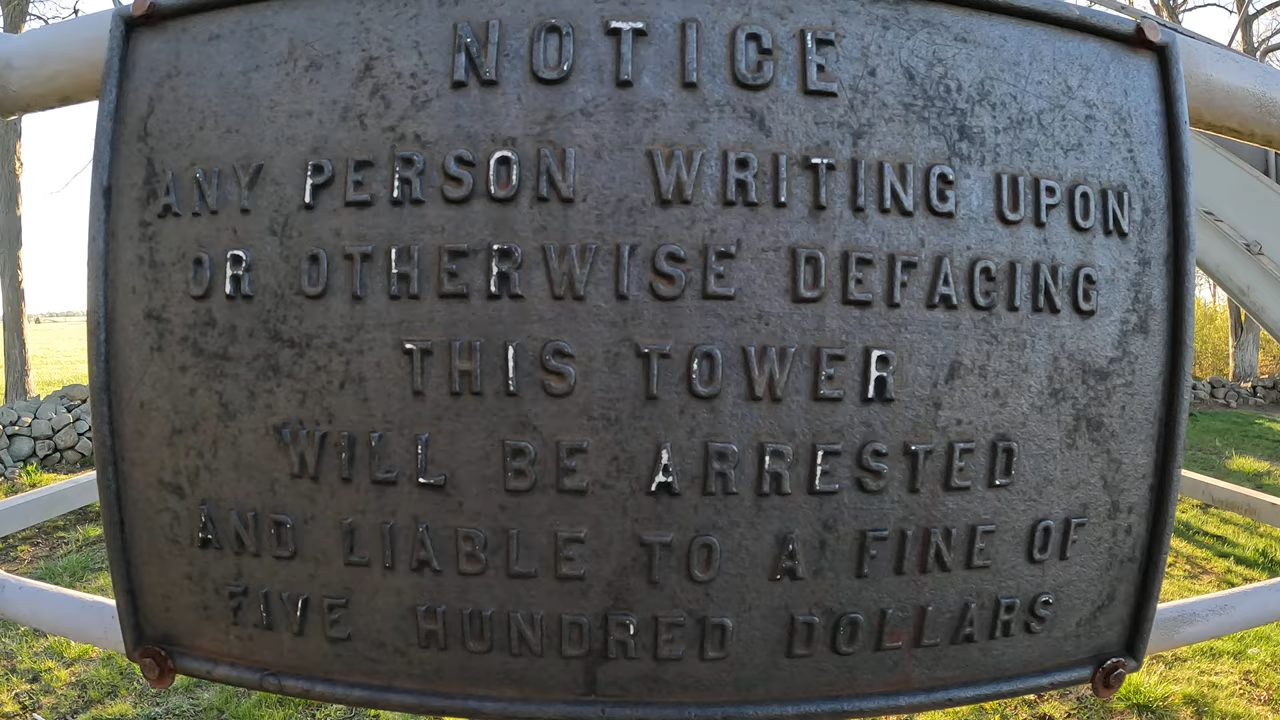 NOTICE
ANY PERSON WRITING UPON
OR OTHERWISE DEFACING
THIS TOWER
WILL BE ARRESTED
AND LIABLE TO A FINE OF
FIVE HUNDRED DOLLARS